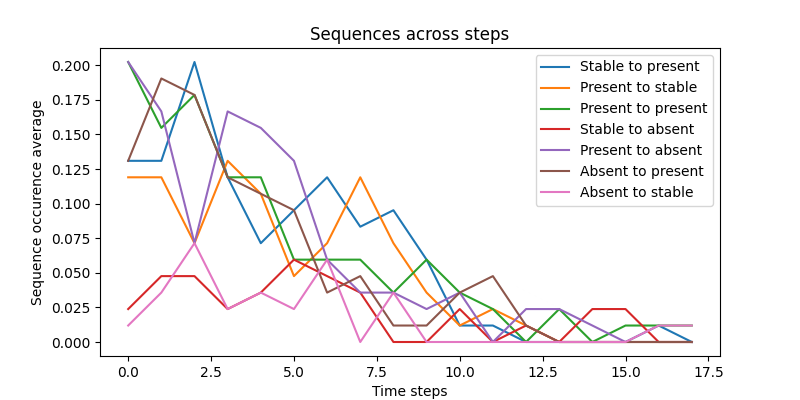 Sequences across steps
Sequence occurence average
0.200
0.175
0.150
0.125
0.100
0.075
0.050
0.025
0.000
Stable to present
Present to stable
Present to present
Stable to absent
Present to absent
Absent to present
Absent to stable
0.0 2.5 5.0 7.5 10.0 12.5 15.0 17.5
Time steps